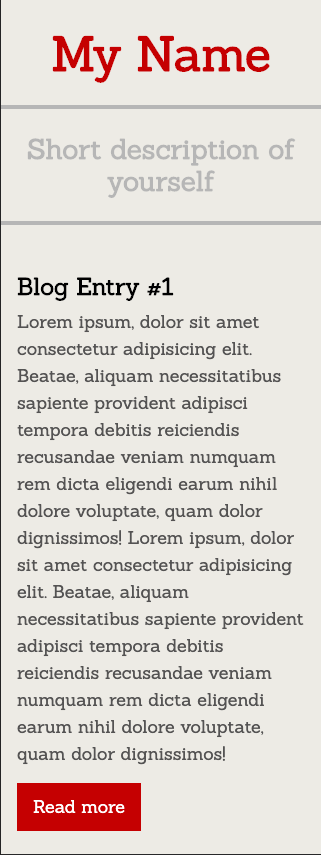 My Name
Short description of
yourself
Blog Entry #1
Lorem ipsum, dolor sit amet
consectetur adipisicing elit.
Beatae, aliquam necessitatibus
sapiente provident adipisci
tempora debitis reiciendis
recusandae veniam numquam
rem dicta eligendi earum nihil
dolore voluptate, quam dolor
dignissimos! Lorem ipsum, dolor
sit amet consectetur adipisicing
elit. Beatae, aliquam
necessitatibus sapiente provident
adipisci tempora debitis
reiciendis recusandae veniam
numquam rem dicta eligendi
earum nihil dolore voluptate,
quam dolor dignissimos!
Read more